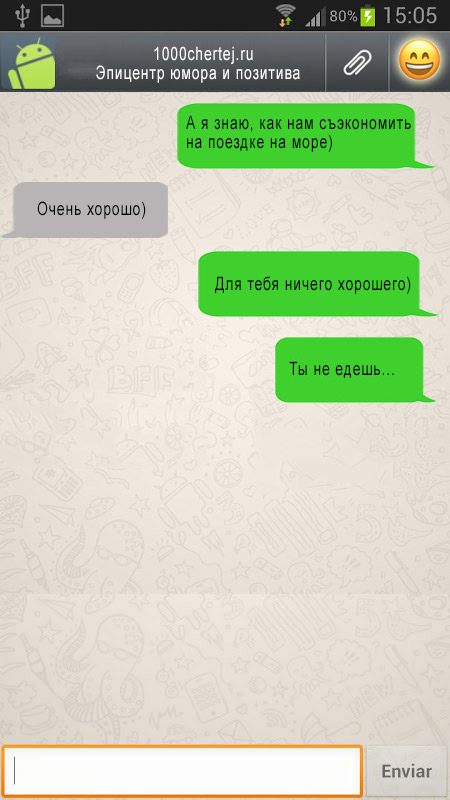 80% 15:05
1000chertej.ru
Эпицентр юмора и позитива
А я знаю, как нам съэкономить
на поездке на море)
Очень хорошо)
Для тебя ничего хорошего)
Ты не едешь...
Enviar